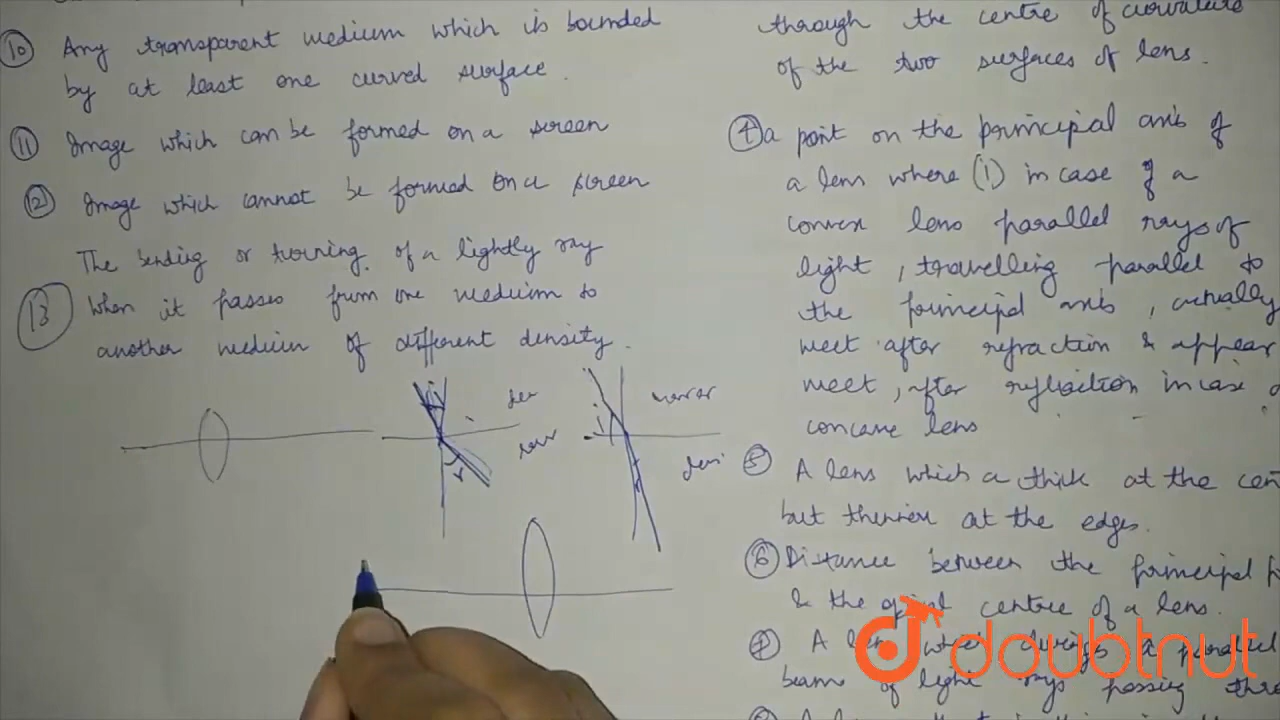 10 Any transparent medium which is bounded
by at least one curved surface.
11 Image which can be formed on a screen
12 Image which cannot be formed on a screen
The bending or turning of a lightly ray
13 when it passes from one medium to
another medium of different density.
i
r
i
through the centre of curvature
of the two surfaces of lens.
4 a point on the principal axis of
a lens where (i) in case of a
convex lens parallel rays of
light, travelling parallel to
the principal axis, actually
meet after refraction & appear
meet, after in case
concave lens
5 A lens which a thick at the cen
but thinner at the edges.
6 Distance between the principal f
& the centre of a lens.
7 A parallel
beam of light rays passing thro
doubtnut